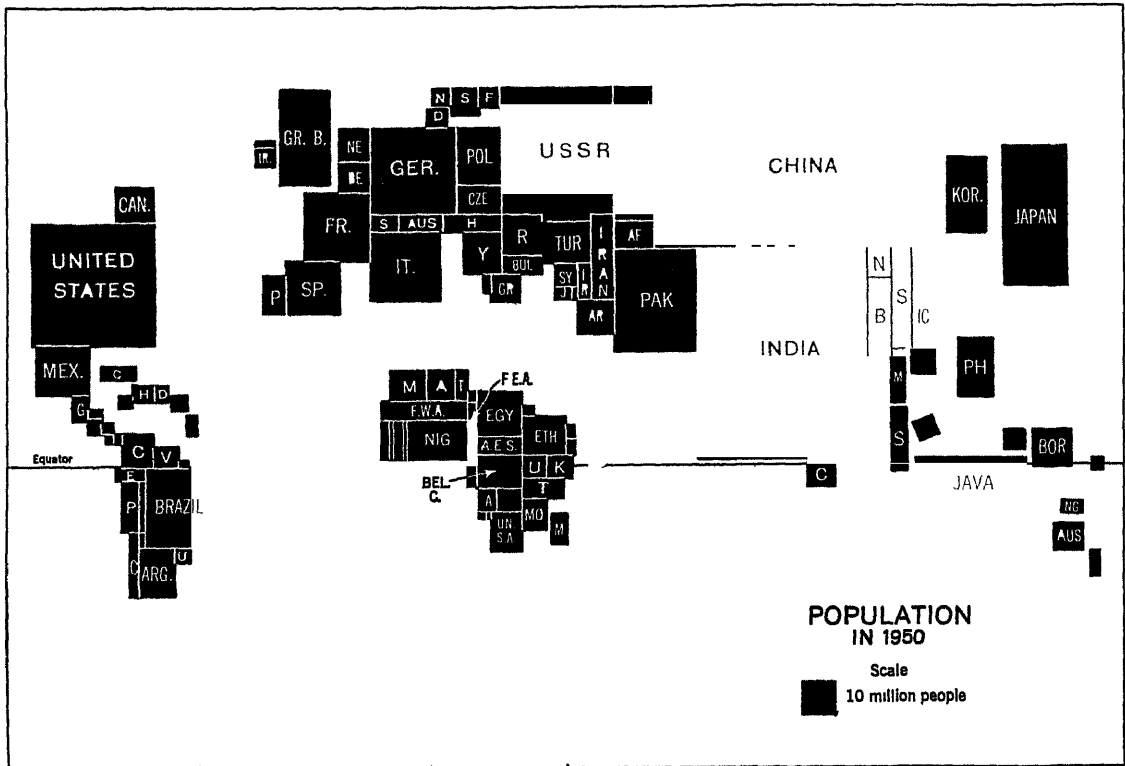 N
S
F
D
GR. B.
IR.
NE
BE
GER.
POL
CZE
USSR
CHINA
KOR.
JAPAN
CAN.
FR.
S
AUS
H
R
TUR
IRAN
AF
UNITED
STATES
IT.
Y
BUL
SY
IR
J T
GR
P
SP.
AR
PAK
N
S
B
IC
INDIA
MEX.
C
M
PH
H
D
G
M
A
T
F.E.A.
F.W.A.
EGY
NIG
A.E.S.
ETH
S
BOR
Equator
C
V
E
BEL
C.
U
K
T
C
JAVA
P
BRAZIL
A
MO
M
UN
S.A.
NG
AUS
U
C
ARG.
POPULATION
IN 1950
Scale
10 million people